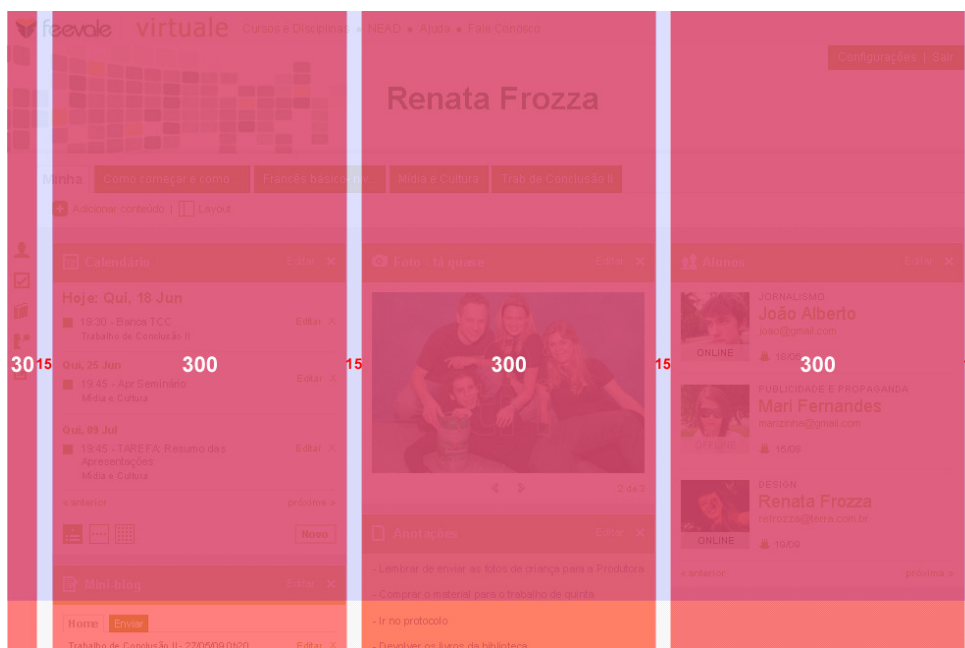 feevale virtuale Cursos e Disciplinas • NEAD • Ajuda • Fale Conosco
Configurações | Sair
Renata Frozza
Minha Como começar e como... Francês básico: nív... Mídia e Cultura Trab de Conclusão II
Adicionar conteúdo | Layout
Calendário Editar X
Hoje: Qui, 18 Jun
19:30 - Banca TCC Editar X
Trabalho de Conclusão II
Qui, 25 Jun
19:45 - Apr.Seminário Editar X
Mídia e Cultura
Qui, 09 Jul
19:45 - TAREFA: Resumo das Editar X
Apresentações
Mídia e Cultura
« anterior próxima »
Novo
Mini blog Editar X
Home Enviar
Trabalho de Conclusão II - 27/05/09 0h20 Editar X
Foto - tá quase Editar X
2 de 3
Anotações Editar X
- Lembrar de enviar as fotos de criança para a Produtora
- Comprar o material para o trabalho de quinta
- Ir no protocolo
- Devolver os livros da biblioteca
Alunos Editar X
JORNALISMO
João Alberto
joao@gmail.com
ONLINE
PUBLICIDADE E PROPAGANDA
Mari Fernandes
marizinha@gmail.com
OFFLINE 15/09
DESIGN
Renata Frozza
refrozza@terra.com.br
ONLINE 19/09
« anterior próxima »
30 15 300 15 300 15 300